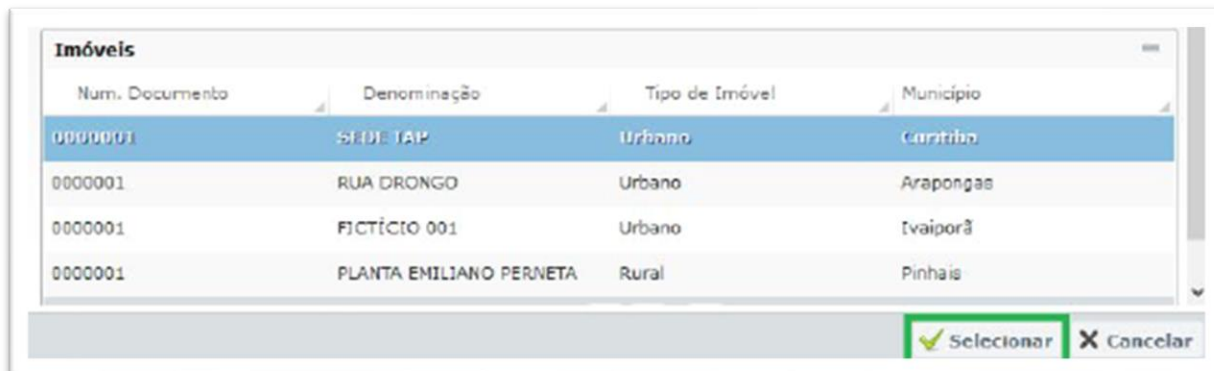 Imóveis
Num. Documento Denominação Tipo de Imóvel Município
0000001 SEDE IAP Urbano Curitiba
0000001 RUA DRONGO Urbano Arapongas
0000001 FICTÍCIO 001 Urbano Ivaiporã
0000001 PLANTA EMILIANO PERNETA Rural Pinhais
Selecionar Cancelar